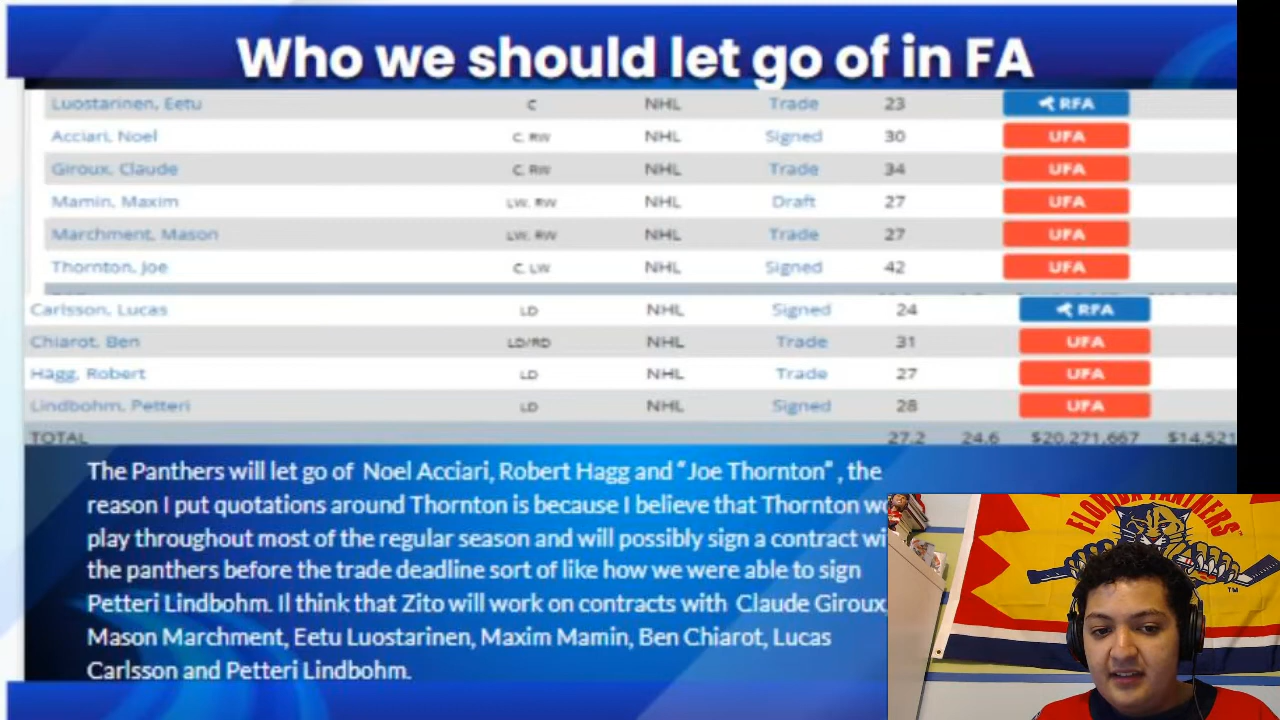 Who we should let go of in FA
Luostarinen, Eetu C NHL Trade 23 RFA
Acciari, Noel C, RW NHL Signed 30 UFA
Giroux, Claude C, RW NHL Trade 34 UFA
Mamin, Maxim LW, RW NHL Draft 27 UFA
Marchment, Mason LW, RW NHL Trade 27 UFA
Thornton, Joe C, LW NHL Signed 42 UFA
Carlsson, Lucas LD NHL Signed 24 RFA
Chiarot, Ben LD/RD NHL Trade 31 UFA
Hagg, Robert LD NHL Trade 27 UFA
Lindbohm, Petteri LD NHL Signed 28 UFA
TOTAL 27.2 24.6 $20,271,667 $14,521
The Panthers will let go of Noel Acciari, Robert Hagg and “Joe Thornton” , the
reason I put quotations around Thornton is because I believe that Thornton
play throughout most of the regular season and will possibly sign a contract
the panthers before the trade deadline sort of like how we were able to sign
Petteri Lindbohm. Il think that Zito will work on contracts with Claude Giroux
Mason Marchment, Eetu Luostarinen, Maxim Mamin, Ben Chiarot, Lucas
Carlsson and Petteri Lindbohm.
FLORIDA PANTHERS
TM